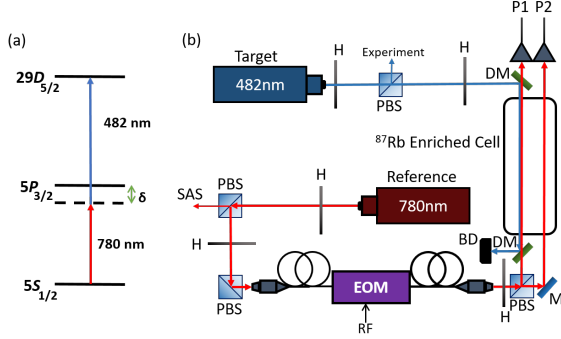 (a)
29D5/2
482 nm
5P3/2
δ
780 nm
5S1/2
(b)
P1 P2
Target
H
Experiment
H
482nm
PBS
DM
87Rb Enriched Cell
Reference
PBS
SAS
H
780nm
H
BD
DM
PBS
EOM
RF
H
PBS
M